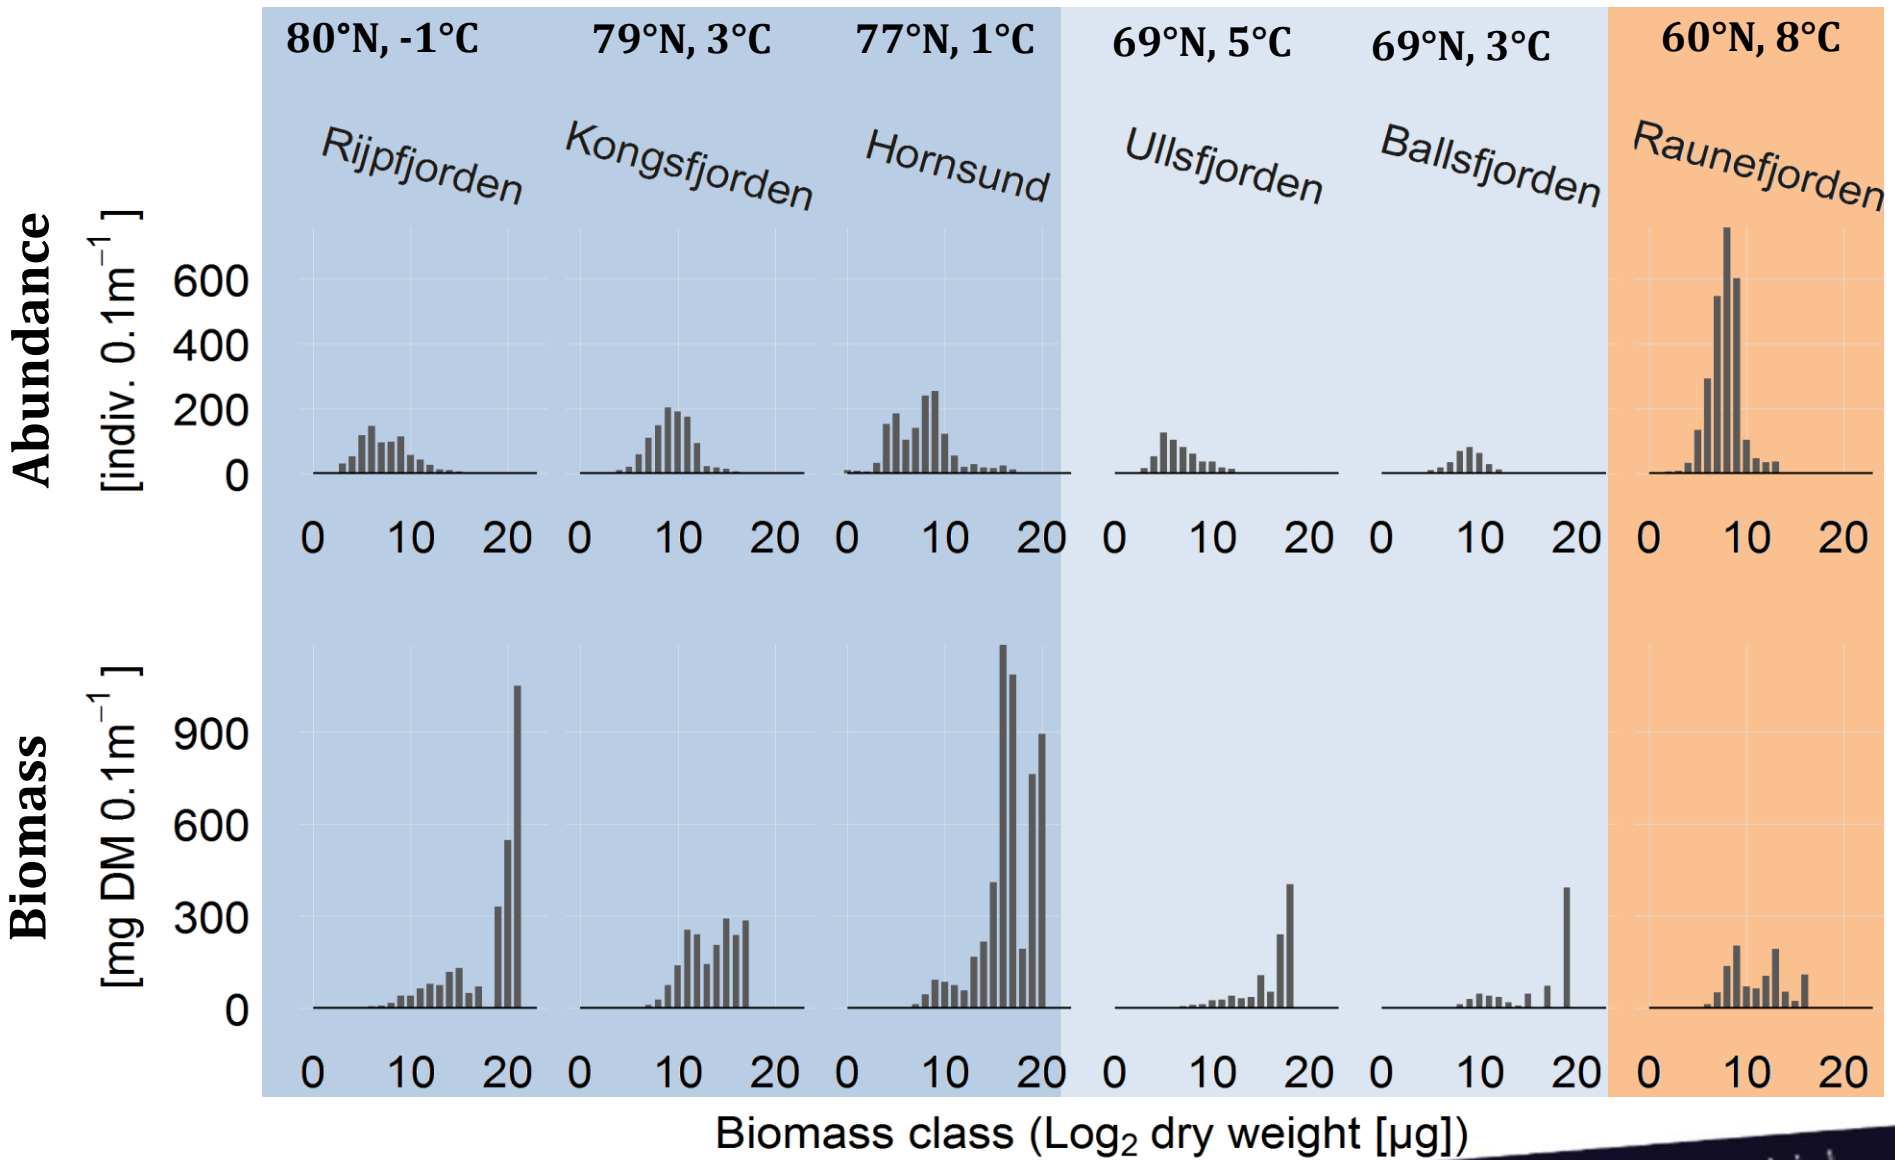 80°N, -1°C 79°N, 3°C 77°N, 1°C 69°N, 5°C 69°N, 3°C 60°N, 8°C
Rijpfjorden Kongsfjorden Hornsund Ullsfjorden Ballsfjorden Raunefjorden
Abundance
[indiv. 0.1m⁻¹ ]
600
400
200
0
0 10 20 0 10 20 0 10 20 0 10 20 0 10 20 0 10 20
Biomass
[mg DM 0.1m⁻¹ ]
900
600
300
0
0 10 20 0 10 20 0 10 20 0 10 20 0 10 20 0 10 20
Biomass class (Log₂ dry weight [µg])